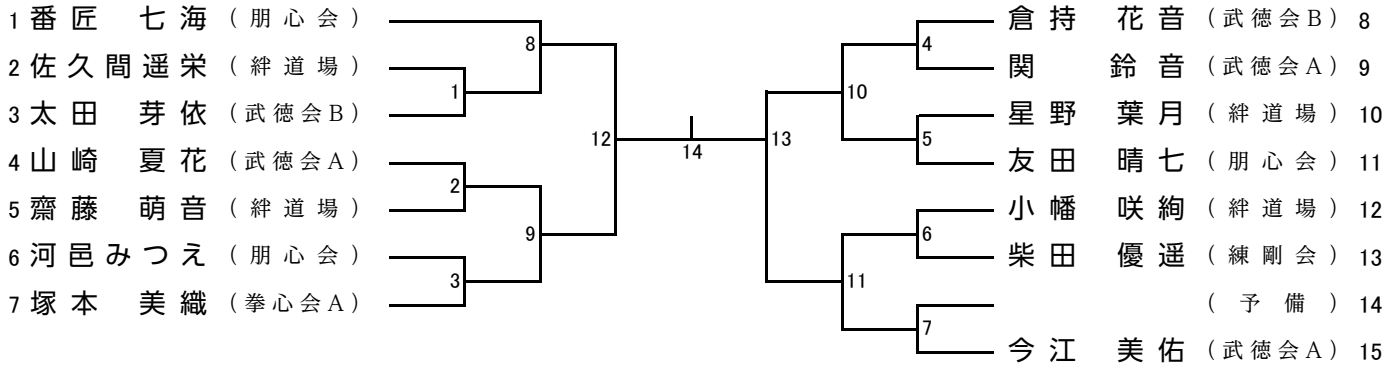 1 番匠 七海 (朋心会)
2 佐久間遥栄 (絆道場)
3 太田 芽依 (武徳会B)
4 山崎 夏花 (武徳会A)
5 齋藤 萌音 (絆道場)
6 河邑みつえ (朋心会)
7 塚本 美織 (拳心会A)
8
1
12
2
9
3
14
13
4
10
5
6
11
7
倉持 花音 (武徳会B) 8
関 鈴音 (武徳会A) 9
星野 葉月 (絆道場) 10
友田 晴七 (朋心会) 11
小幡 咲絢 (絆道場) 12
柴田 優遥 (練剛会) 13
(予備) 14
今江 美佑 (武徳会A) 15